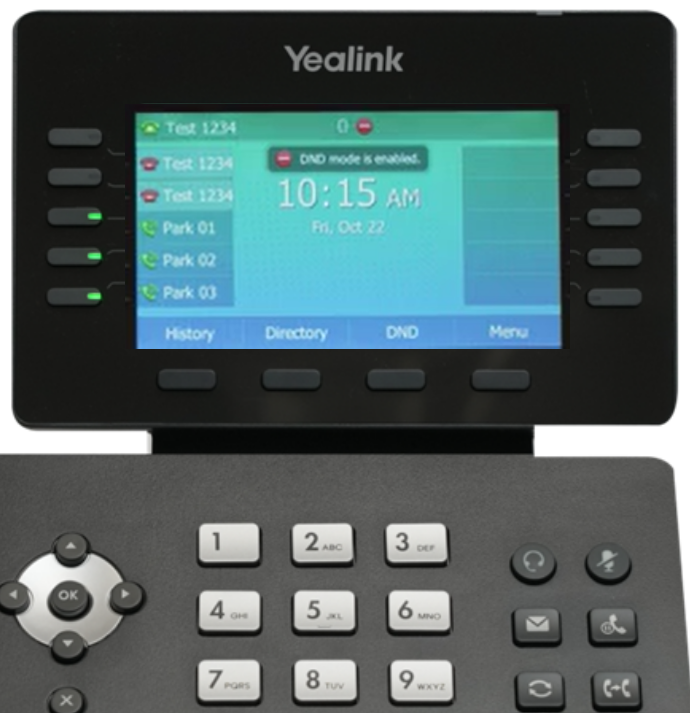 Yealink
Test 1234
0
DND mode is enabled.
Test 1234
10:15 AM
Test 1234
Fri, Oct 22
Park 01
Park 02
Park 03
History Directory DND Menu
1 2 ABC 3 DEF
OK
4 GHI 5 JKL 6 MNO
7 PQRS 8 TUV 9 WXYZ